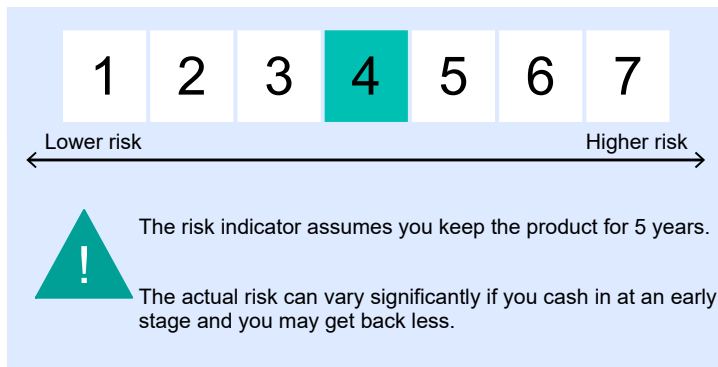 1 2 3 4 5 6 7
Lower risk Higher risk
!
The risk indicator assumes you keep the product for 5 years.
The actual risk can vary significantly if you cash in at an early
stage and you may get back less.